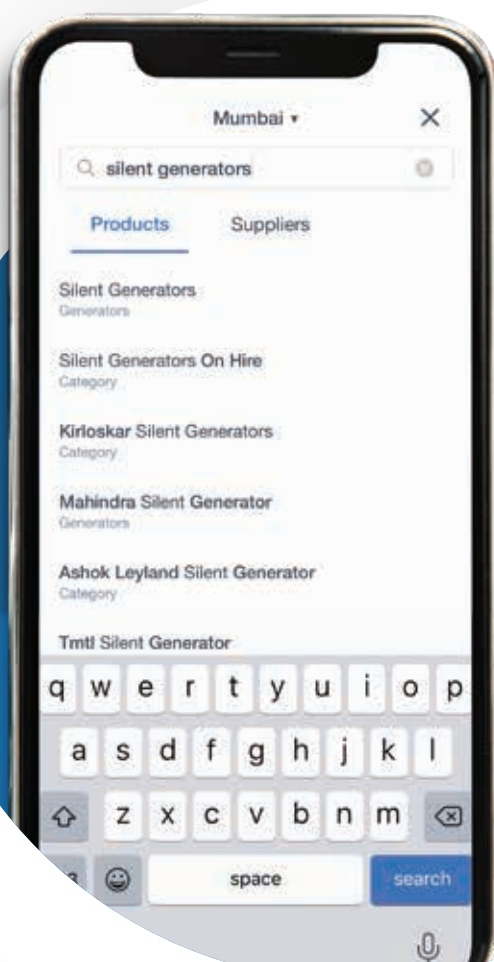 Mumbai ▾ ✕
silent generators
Products Suppliers
Silent Generators
Generators
Silent Generators On Hire
Category
Kirloskar Silent Generators
Category
Mahindra Silent Generator
Generators
Ashok Leyland Silent Generator
Category
Tmtl Silent Generator
q w e r t y u i o p
a s d f g h j k l
z x c v b n m
space search